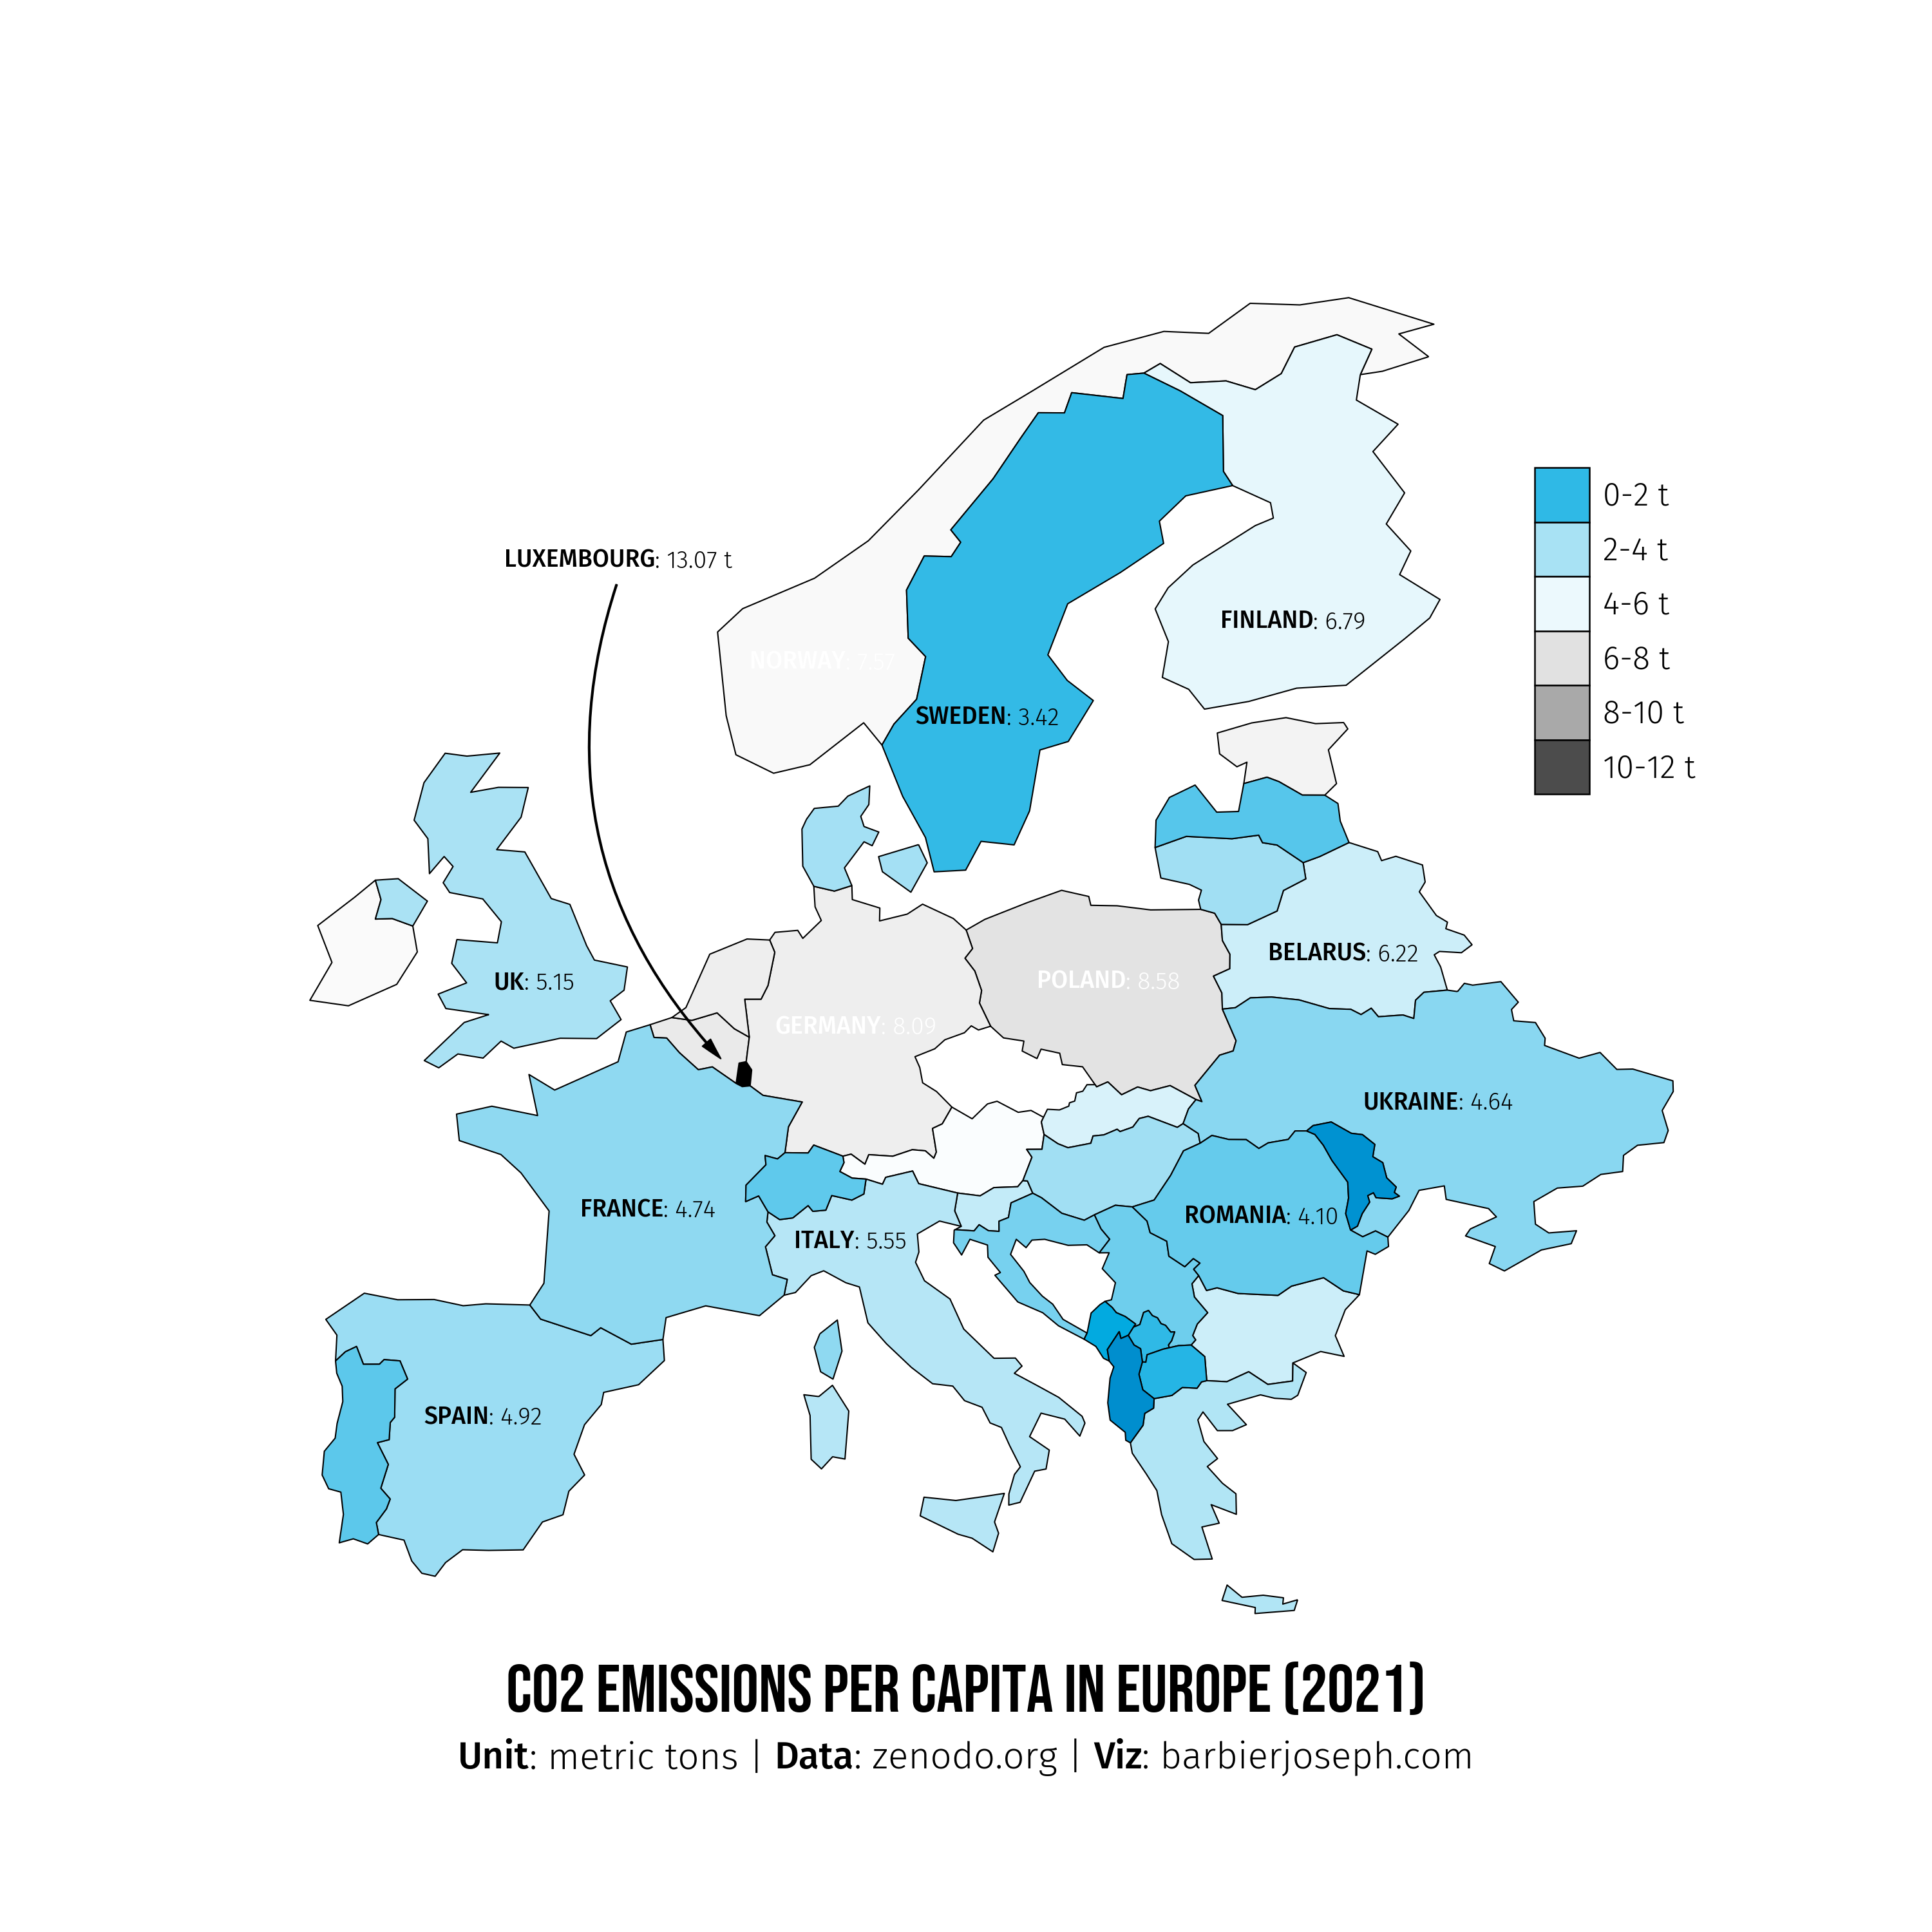 LUXEMBOURG: 13.07 t
0-2 t
2-4 t
4-6 t
6-8 t
8-10 t
10-12 t
FINLAND: 6.79
NORWAY: 7.57
SWEDEN: 3.42
UK: 5.15
BELARUS: 6.22
POLAND: 8.58
GERMANY: 8.09
UKRAINE: 4.64
FRANCE: 4.74
ROMANIA: 4.10
ITALY: 5.55
SPAIN: 4.92
CO2 EMISSIONS PER CAPITA IN EUROPE (2021)
Unit: metric tons | Data: zenodo.org | Viz: barbierjoseph.com